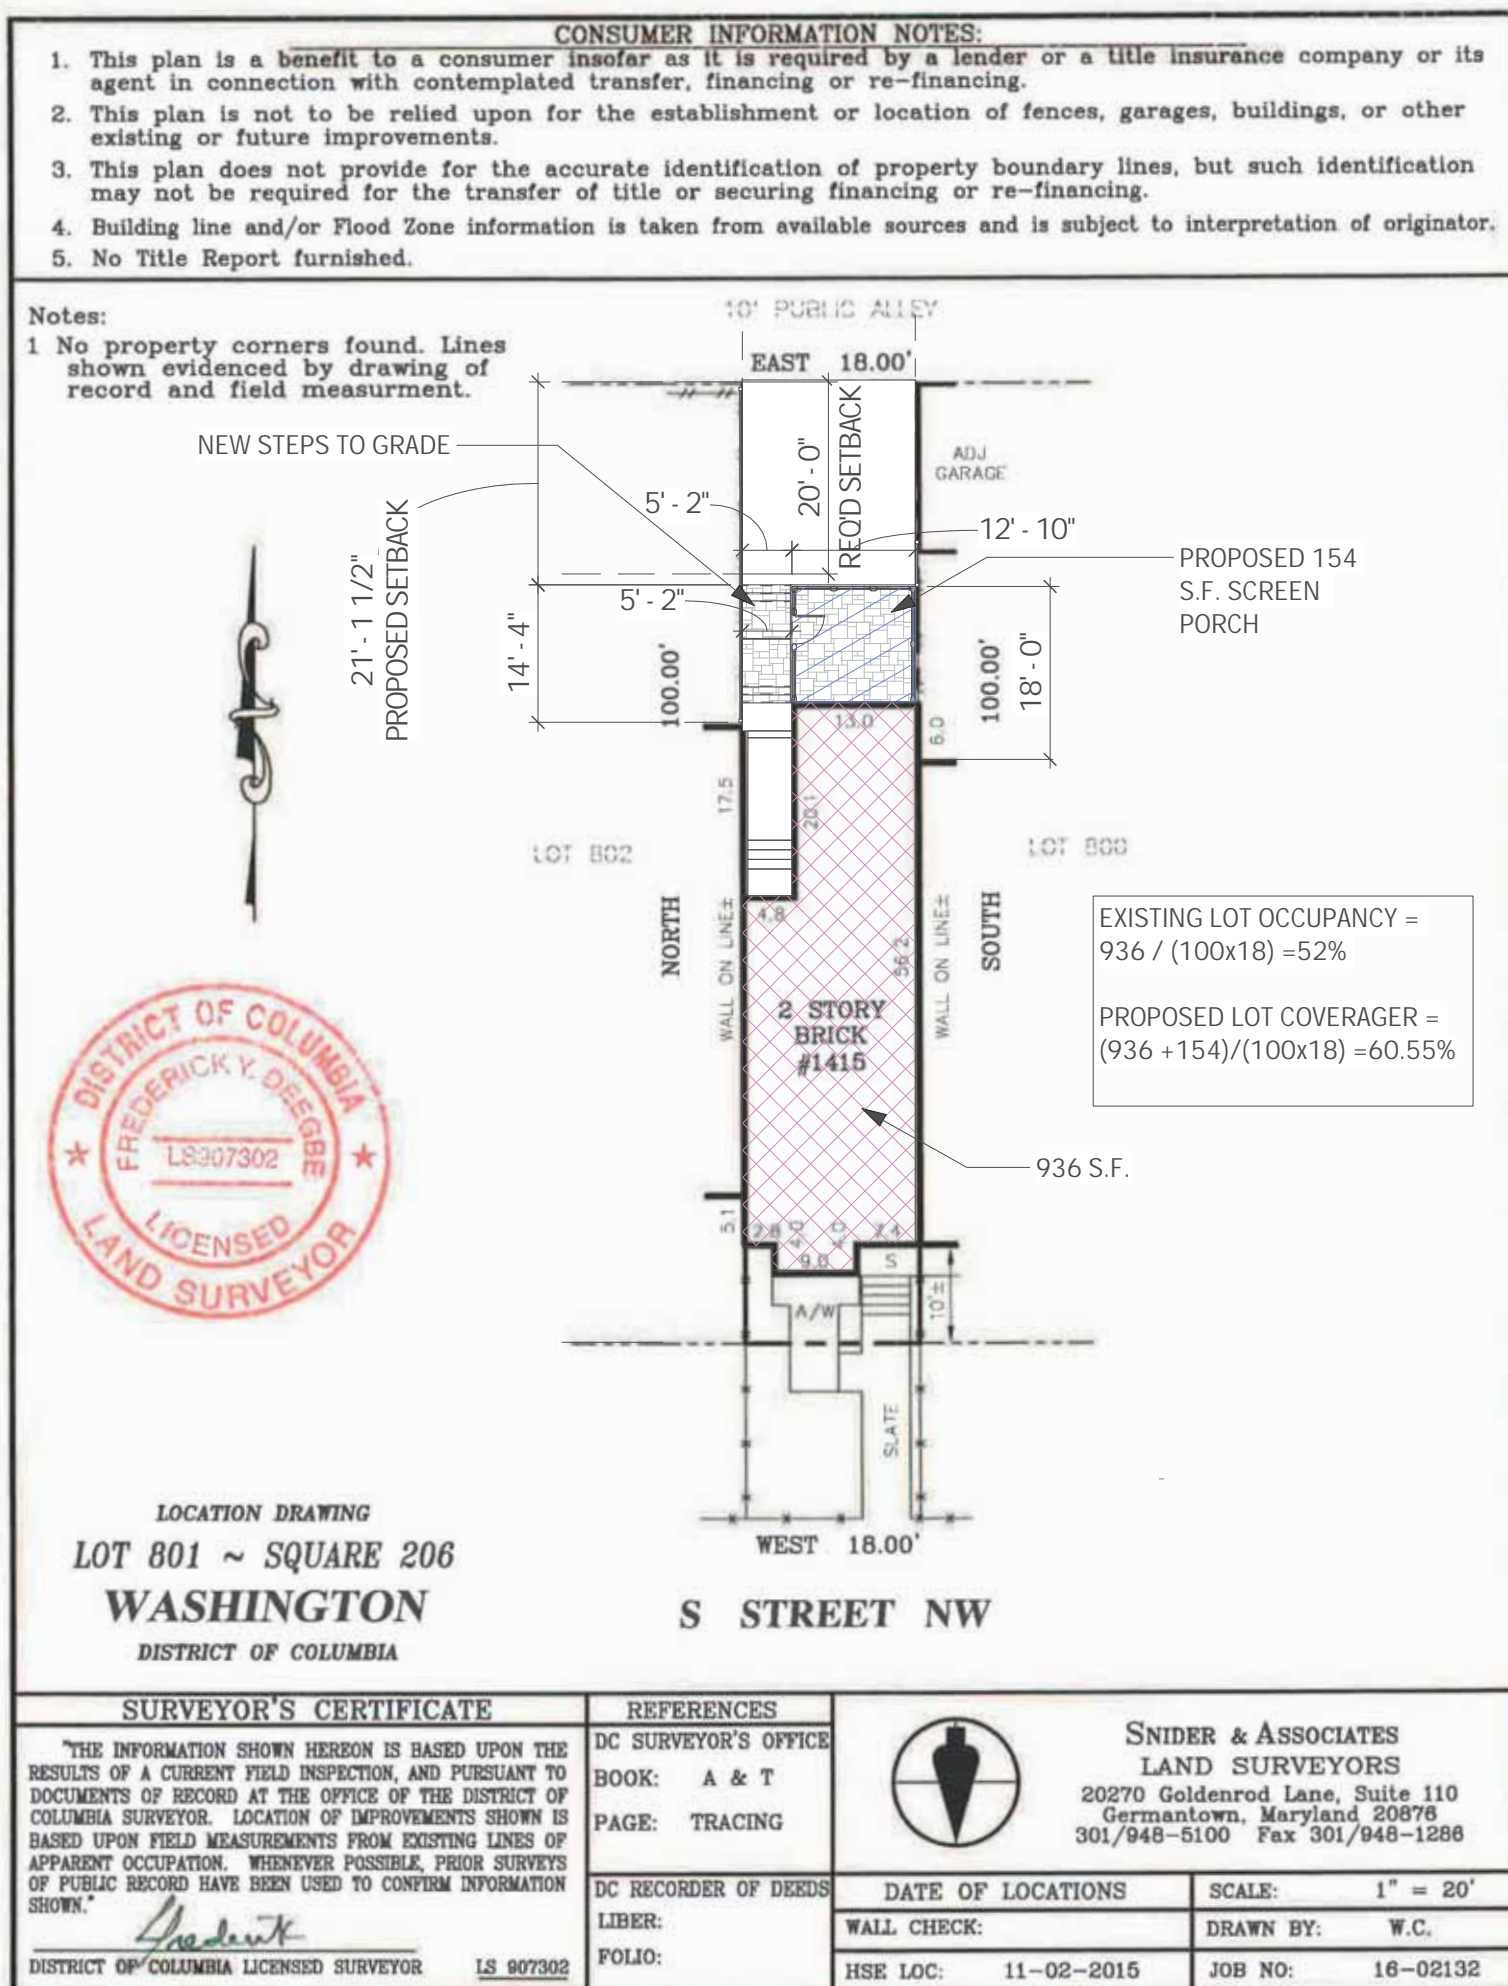 CONSUMER INFORMATION NOTES:
1. This plan is a benefit to a consumer insofar as it is required by a lender or a title insurance company or its
agent in connection with contemplated transfer, financing or re-financing.
2. This plan is not to be relied upon for the establishment or location of fences, garages, buildings, or other
existing or future improvements.
3. This plan does not provide for the accurate identification of property boundary lines, but such identification
may not be required for the transfer of title or securing financing or re-financing.
4. Building line and/or Flood Zone information is taken from available sources and is subject to interpretation of originator.
5. No Title Report furnished.
Notes:
1 No property corners found. Lines
shown evidenced by drawing of
record and field measurment.
10' PUBLIC ALLEY
EAST 18.00'
NEW STEPS TO GRADE
ADJ
GARAGE
20' - 0"
REQ'D SETBACK
5' - 2"
12' - 10"
21' - 1 1/2"
PROPOSED SETBACK
PROPOSED 154
S.F. SCREEN
PORCH
5' - 2"
14' - 4"
18' - 0"
100.00'
100.00'
13.0
6.0
17.5
20.1
LOT 802
LOT 800
4.8
NORTH
WALL ON LINE±
56.2
WALL ON LINE±
SOUTH
EXISTING LOT OCCUPANCY =
936 / (100x18) =52%
PROPOSED LOT COVERAGER =
(936 +154)/(100x18) =60.55%
2 STORY
BRICK
#1415
936 S.F.
DISTRICT OF COLUMBIA
FREDERICK Y. DEEGBE
LS907302
LICENSED
LAND SURVEYOR
5.1
2.8
4.0
4.0
7.4
9.0
S
A/W
10'±
SLATE
WEST 18.00'
S STREET NW
LOCATION DRAWING
LOT 801 ~ SQUARE 206
WASHINGTON
DISTRICT OF COLUMBIA
SURVEYOR'S CERTIFICATE
"THE INFORMATION SHOWN HEREON IS BASED UPON THE
RESULTS OF A CURRENT FIELD INSPECTION, AND PURSUANT TO
DOCUMENTS OF RECORD AT THE OFFICE OF THE DISTRICT OF
COLUMBIA SURVEYOR. LOCATION OF IMPROVEMENTS SHOWN IS
BASED UPON FIELD MEASUREMENTS FROM EXISTING LINES OF
APPARENT OCCUPATION. WHENEVER POSSIBLE, PRIOR SURVEYS
OF PUBLIC RECORD HAVE BEEN USED TO CONFIRM INFORMATION
SHOWN."
DISTRICT OF COLUMBIA LICENSED SURVEYOR LS 907302
REFERENCES
DC SURVEYOR'S OFFICE
BOOK: A & T
PAGE: TRACING
DC RECORDER OF DEEDS
LIBER:
FOLIO:
SNIDER & ASSOCIATES
LAND SURVEYORS
20270 Goldenrod Lane, Suite 110
Germantown, Maryland 20876
301/948-5100 Fax 301/948-1286
DATE OF LOCATIONS
WALL CHECK:
HSE LOC: 11-02-2015
SCALE: 1" = 20'
DRAWN BY: W.C.
JOB NO: 16-02132